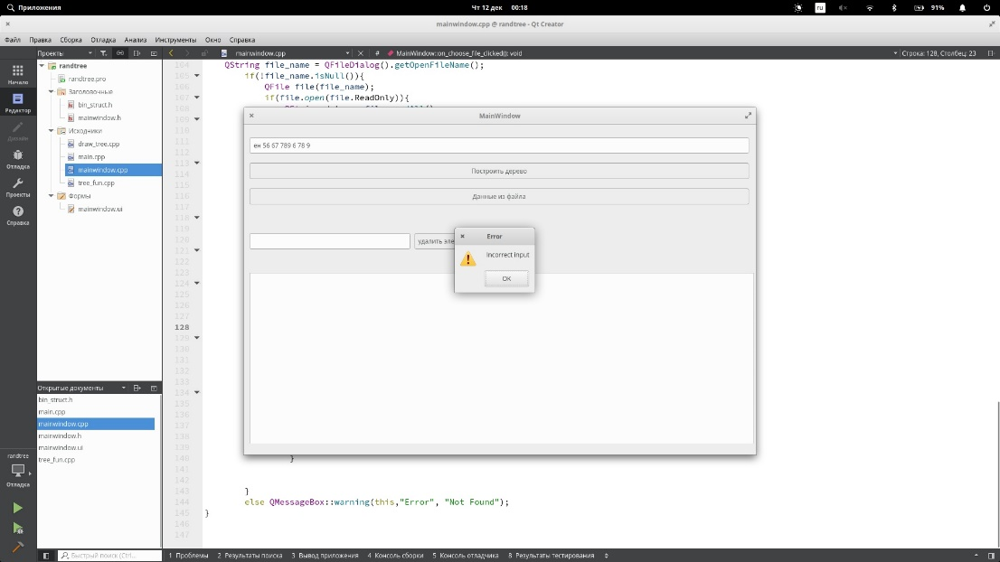 Приложения
Чт 12 дек 00:18
ru
91%
mainwindow.cpp @ randtree - Qt Creator
Файл Правка Сборка Отладка Анализ Инструменты Окно Справка
Проекты
mainwindow.cpp
# MainWindow::on_choose_file_clicked(): void
Строка: 128, Столбец: 23
Начало
Редактор
Дизайн
Отладка
Проекты
Справка
randtree
Отладка
randtree
randtree.pro
Заголовочные
bin_struct.h
mainwindow.h
Исходники
draw_tree.cpp
main.cpp
mainwindow.cpp
tree_fun.cpp
Формы
mainwindow.ui
Открытые документы
bin_struct.h
main.cpp
mainwindow.cpp
mainwindow.h
mainwindow.ui
tree_fun.cpp
104 QString file_name = QFileDialog().getOpenFileName();
105 if(!file_name.isNull()){
106 QFile file(file_name);
107 if(file.open(file.ReadOnly)){
108
109
110
111
112
113
114
115
116
117
118
119
120
121
122
123
124
125
126
127
128
129
130
131
132
133
134
135
136
137
138
139
140 }
141
142
143 }
144 else QMessageBox::warning(this,"Error", "Not Found");
145 }
146
147
MainWindow
ен 56 67 789 6 78 9
Построить дерево
Данные из файла
удалить эле
Error
Incorrect input
OK
Быстрый поиск (Ctrl...
1 Проблемы 2 Результаты поиска 3 Вывод приложения 4 Консоль сборки 5 Консоль отладчика 8 Результаты тестирования